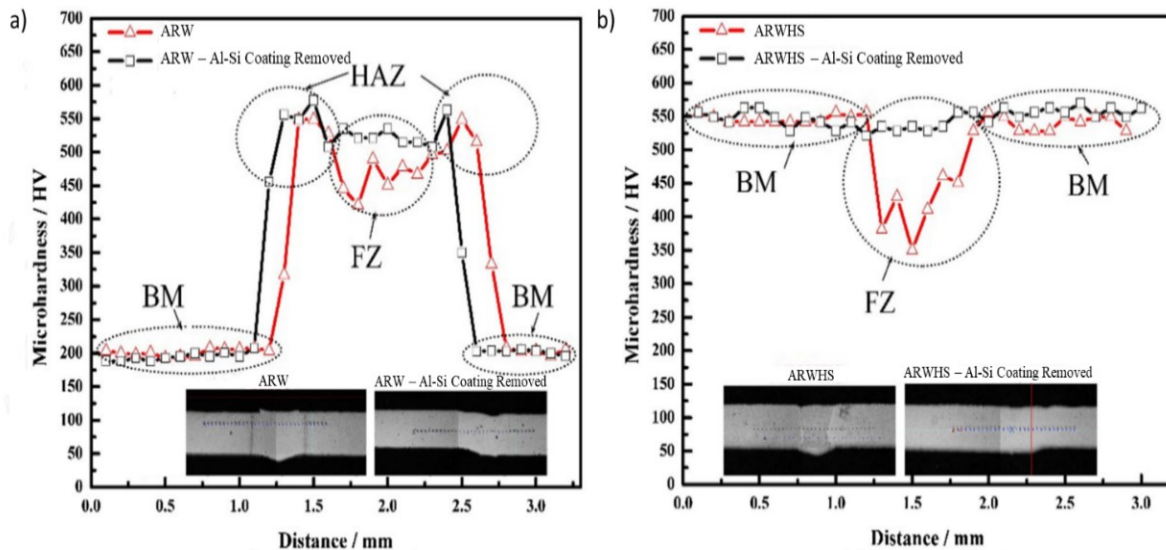 a)
ARW
ARW – Al-Si Coating Removed
HAZ
FZ
BM
BM
ARW
ARW – Al-Si Coating Removed
Microhardness / HV
700
650
600
550
500
450
400
350
300
250
200
150
100
50
0
0.0 0.5 1.0 1.5 2.0 2.5 3.0
Distance / mm
b)
ARWHS
ARWHS – Al-Si Coating Removed
BM
BM
FZ
ARWHS
ARWHS – Al-Si Coating Removed
Microhardness / HV
700
650
600
550
500
450
400
350
300
250
200
150
100
50
0
0.0 0.5 1.0 1.5 2.0 2.5 3.0
Distance / mm